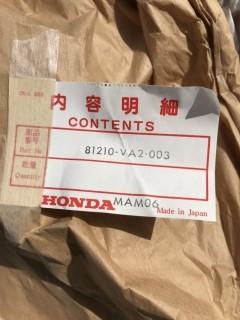 内容明細
CONTENTS
部品番号
Part No.
81210-VA2-003
数量
Quantity
HONDA MAM06
Made in Japan